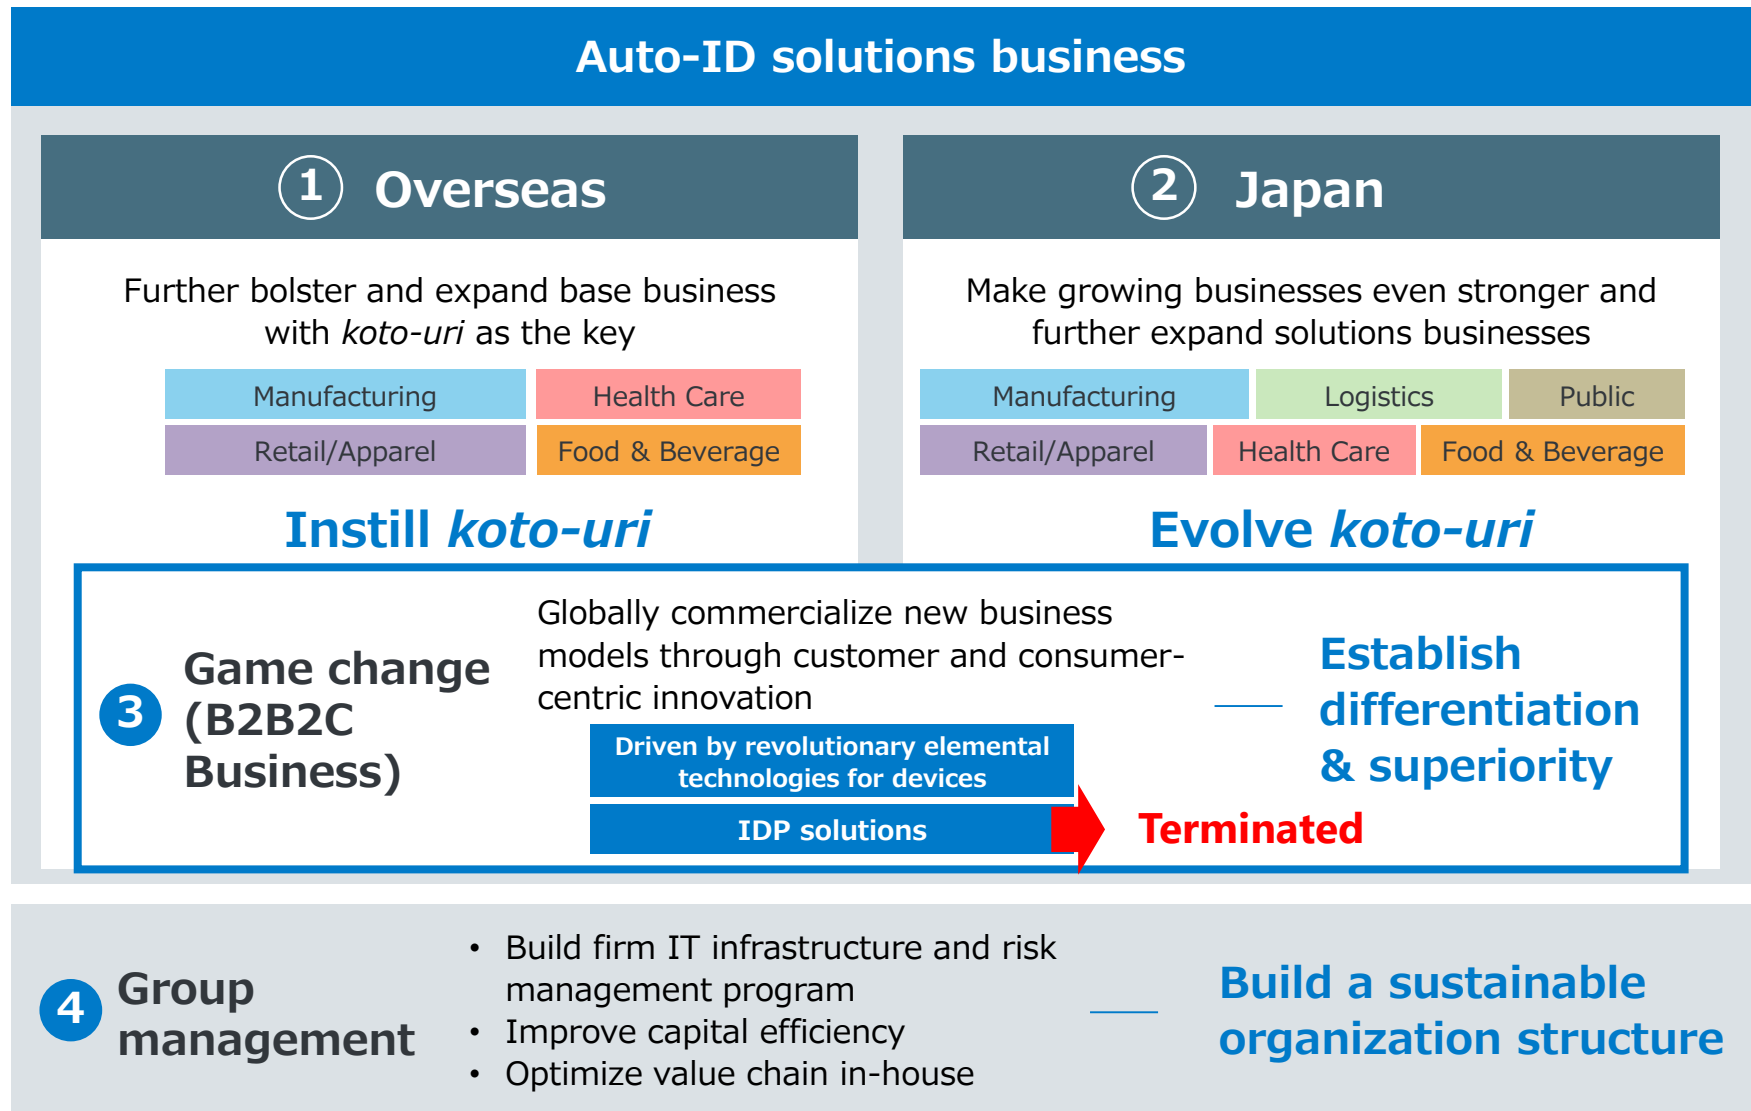 Auto-ID solutions business
① Overseas
Further bolster and expand base business
with koto-uri as the key
Manufacturing
Health Care
Retail/Apparel
Food & Beverage
Instill koto-uri
② Japan
Make growing businesses even stronger and
further expand solutions businesses
Manufacturing
Logistics
Public
Retail/Apparel
Health Care
Food & Beverage
Evolve koto-uri
3
Game change
(B2B2C
Business)
Globally commercialize new business
models through customer and consumer-
centric innovation
Driven by revolutionary elemental
technologies for devices
IDP solutions
Terminated
Establish
differentiation
& superiority
4
Group
management
• Build firm IT infrastructure and risk
management program
• Improve capital efficiency
• Optimize value chain in-house
Build a sustainable
organization structure